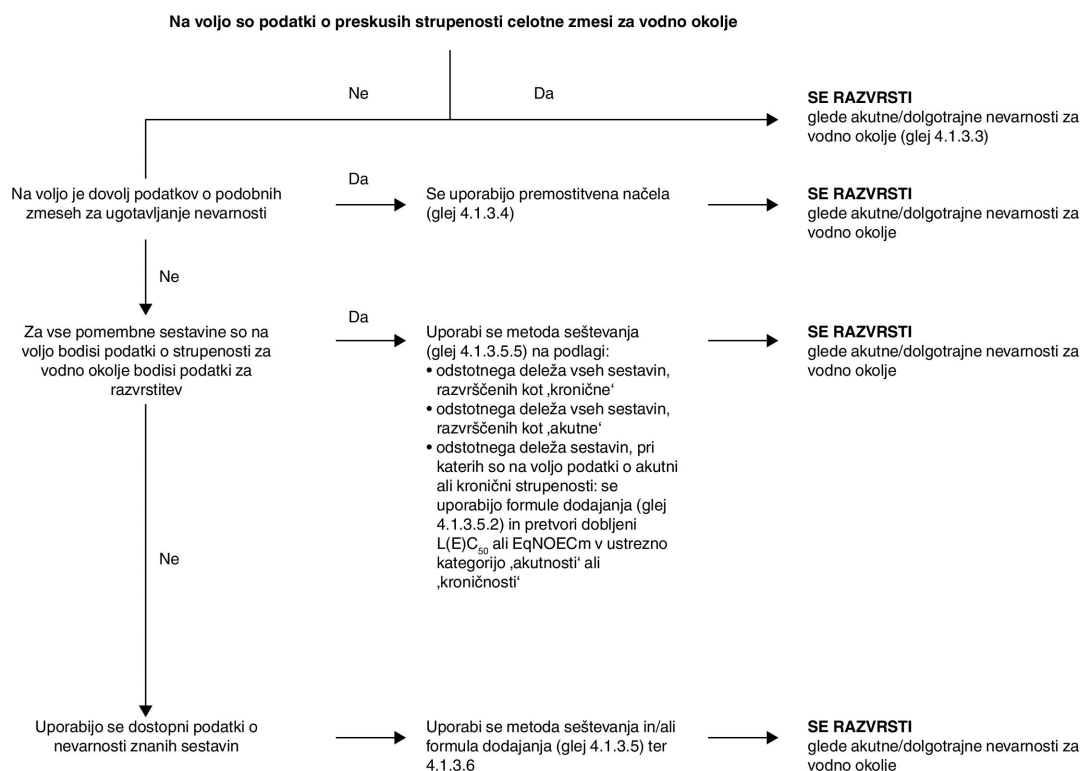 Na voljo so podatki o preskusih strupenosti celotne zmesi za vodno okolje
Ne
Da
SE RAZVRSTI
glede akutne/dolgotrajne nevarnosti za
vodno okolje (glej 4.1.3.3)
Na voljo je dovolj podatkov o podobnih
zmeseh za ugotavljanje nevarnosti
Da
Se uporabijo premostitvena načela
(glej 4.1.3.4)
SE RAZVRSTI
glede akutne/dolgotrajne nevarnosti za
vodno okolje
Ne
Za vse pomembne sestavine so na
voljo bodisi podatki o strupenosti za
vodno okolje bodisi podatki za
razvrstitev
Da
Uporabi se metoda seštevanja
(glej 4.1.3.5.5) na podlagi:
• odstotnega deleža vseh sestavin,
razvrščenih kot ‚kronične‘
• odstotnega deleža vseh sestavin,
razvrščenih kot ‚akutne‘
• odstotnega deleža sestavin, pri
katerih so na voljo podatki o akutni
ali kronični strupenosti: se
uporabijo formule dodajanja (glej
4.1.3.5.2) in pretvori dobljeni
L(E)C50 ali EqNOECm v ustrezno
kategorijo ‚akutnosti‘ ali
‚kroničnosti‘
SE RAZVRSTI
glede akutne/dolgotrajne nevarnosti za
vodno okolje
Ne
Uporabijo se dostopni podatki o
nevarnosti znanih sestavin
Uporabi se metoda seštevanja in/ali
formula dodajanja (glej 4.1.3.5) ter
4.1.3.6
SE RAZVRSTI
glede akutne/dolgotrajne nevarnosti za
vodno okolje